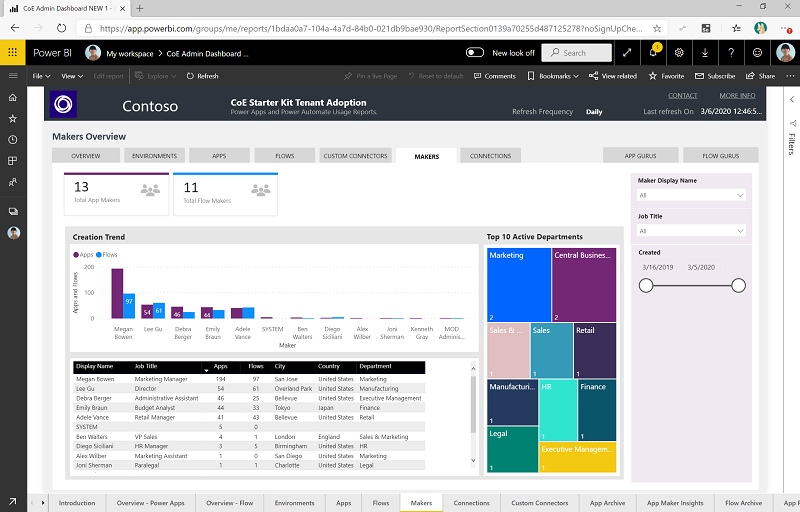 CoE Admin Dashboard NEW 1 -
https://app.powerbi.com/groups/me/reports/1bdaa0a7-104a-4a7d-84b0-021db9bae930/ReportSection0139a70255d487125278?noSignUpChe...
Power BI My workspace > CoE Admin Dashboard ... New look off Search 1
File View Edit report Explore Refresh Pin a live Page Reset to default Comments Bookmarks View related Favorite Subscribe Share ...
Contoso
CoE Starter Kit Tenant Adoption
Power Apps and Power Automate Usage Reports.
CONTACT MORE INFO
Refresh Frequency Daily Last refresh On 3/6/2020 12:46:5...
Makers Overview
OVERVIEW ENVIRONMENTS APPS FLOWS CUSTOM CONNECTORS MAKERS CONNECTIONS APP GURUS FLOW GURUS
Filters
13
Total App Makers
11
Total Flow Makers
Maker Display Name
All
Job Title
All
Created
3/16/2019 3/5/2020
Creation Trend
Apps Flows
Apps and Flows
200
100
0
97
54 61
46
44
Megan Bowen
Lee Gu
Debra Berger
Emily Braun
Adele Vance
SYSTEM
Ben Walters
Diego Siciliani
Alex Wilber
Joni Sherman
Kenneth Gray
MOD Adminis...
Maker
Top 10 Active Departments
Marketing
2
Central Busines...
2
Sales & ...
1
Sales
1
Retail
1
Manufacturi...
1
HR
1
Finance
1
Legal
1
Executive Managem...
1
Display Name Job Title Apps Flows City Country Department
Megan Bowen Marketing Manager 194 97 San Jose United States Marketing
Lee Gu Director 54 61 Overland Park United States Manufacturing
Debra Berger Administrative Assistant 46 25 Bellevue United States Executive Management
Emily Braun Budget Analyst 44 33 Tokyo Japan Finance
Adele Vance Retail Manager 41 43 Bellevue United States Retail
SYSTEM 5 0
Ben Walters VP Sales 4 1 London England Sales & Marketing
Diego Siciliani HR Manager 3 5 Birmingham United States HR
Alex Wilber Marketing Assistant 1 0 San Diego United States Marketing
Joni Sherman Paralegal 1 1 Charlotte United States Legal
Introduction Overview - Power Apps Overview - Flow Environments Apps Flows Makers Connections Custom Connectors App Archive App Maker Insights Flow Archive App R